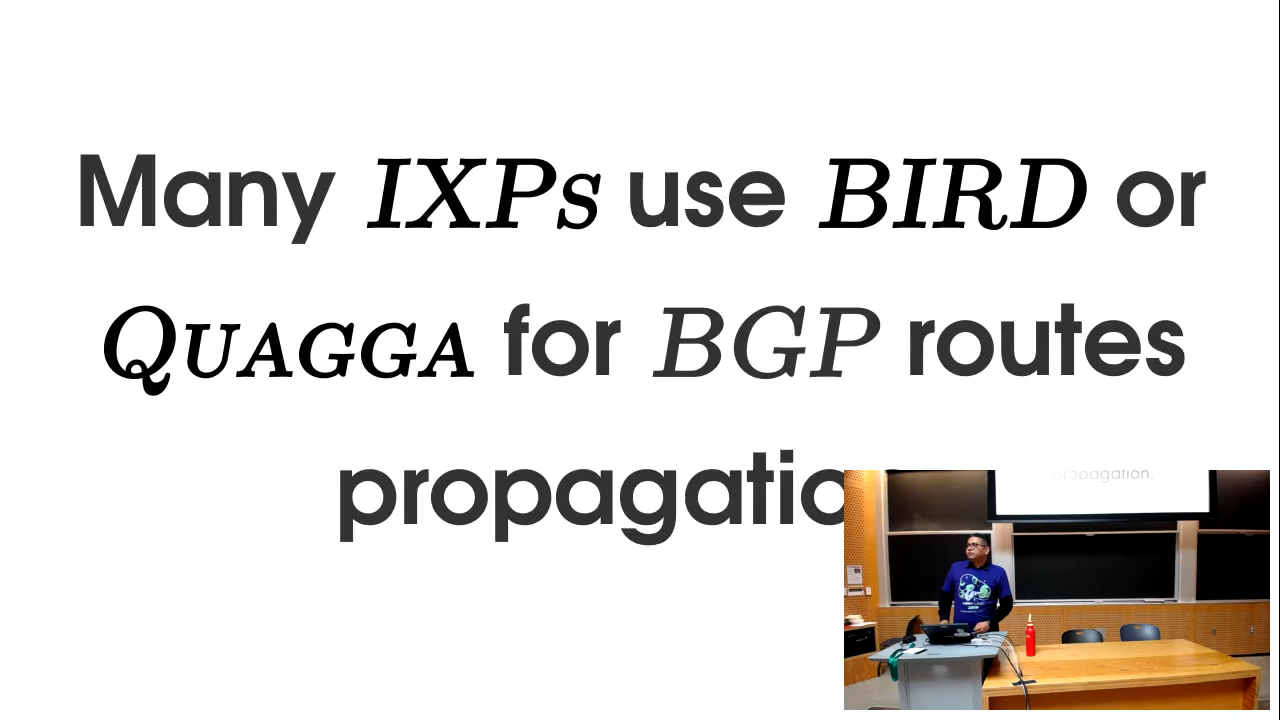 Many IXPs use BIRD or
QUAGGA for BGP routes
propagatio
propagation.